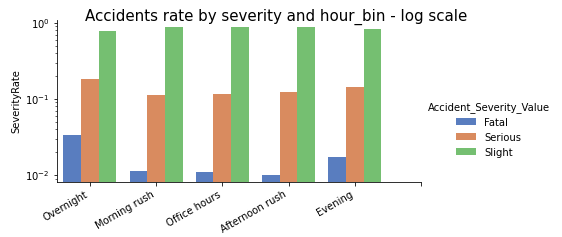 Accidents rate by severity and hour_bin - log scale
10⁰
10⁻¹
10⁻²
SeverityRate
Overnight
Morning rush
Office hours
Afternoon rush
Evening
Accident_Severity_Value
Fatal
Serious
Slight